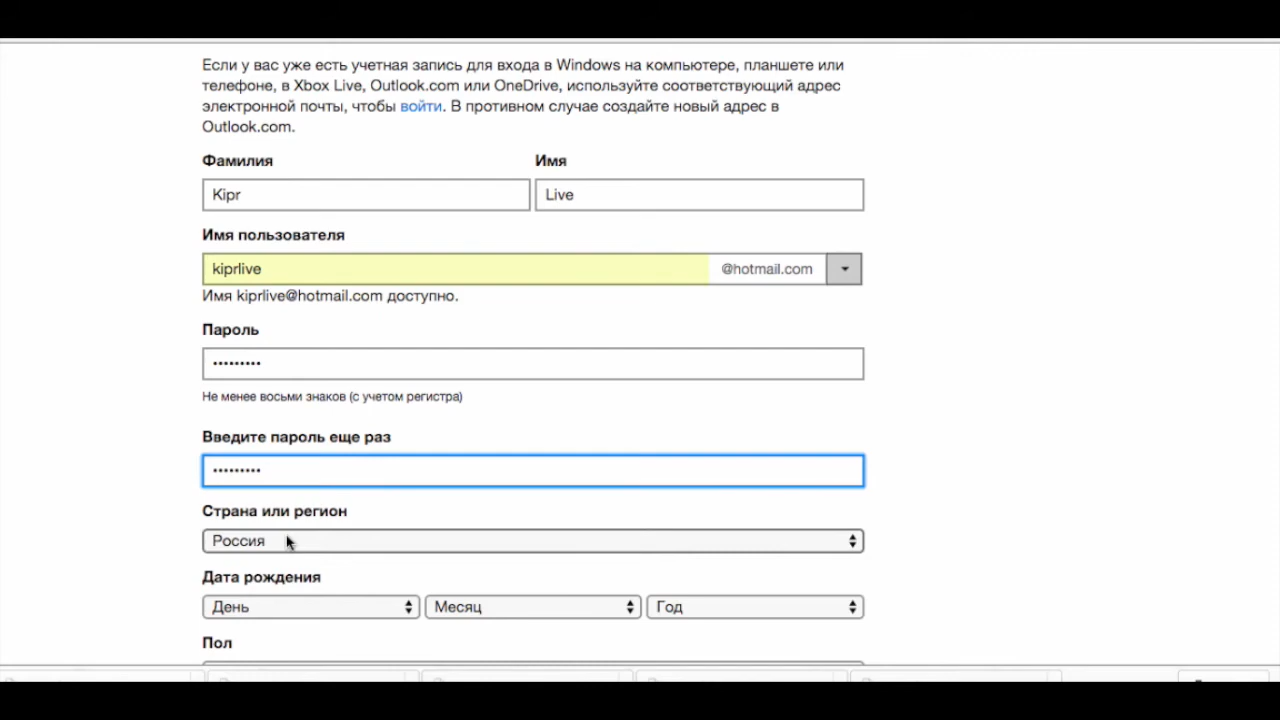 Если у вас уже есть учетная запись для входа в Windows на компьютере, планшете или
телефоне, в Xbox Live, Outlook.com или OneDrive, используйте соответствующий адрес
электронной почты, чтобы войти. В противном случае создайте новый адрес в
Outlook.com.
Фамилия Имя
Kipr Live
Имя пользователя
kiprlive @hotmail.com
Имя kiprlive@hotmail.com доступно.
Пароль
•••••••••
Не менее восьми знаков (с учетом регистра)
Введите пароль еще раз
•••••••••
Страна или регион
Россия
Дата рождения
День Месяц Год
Пол